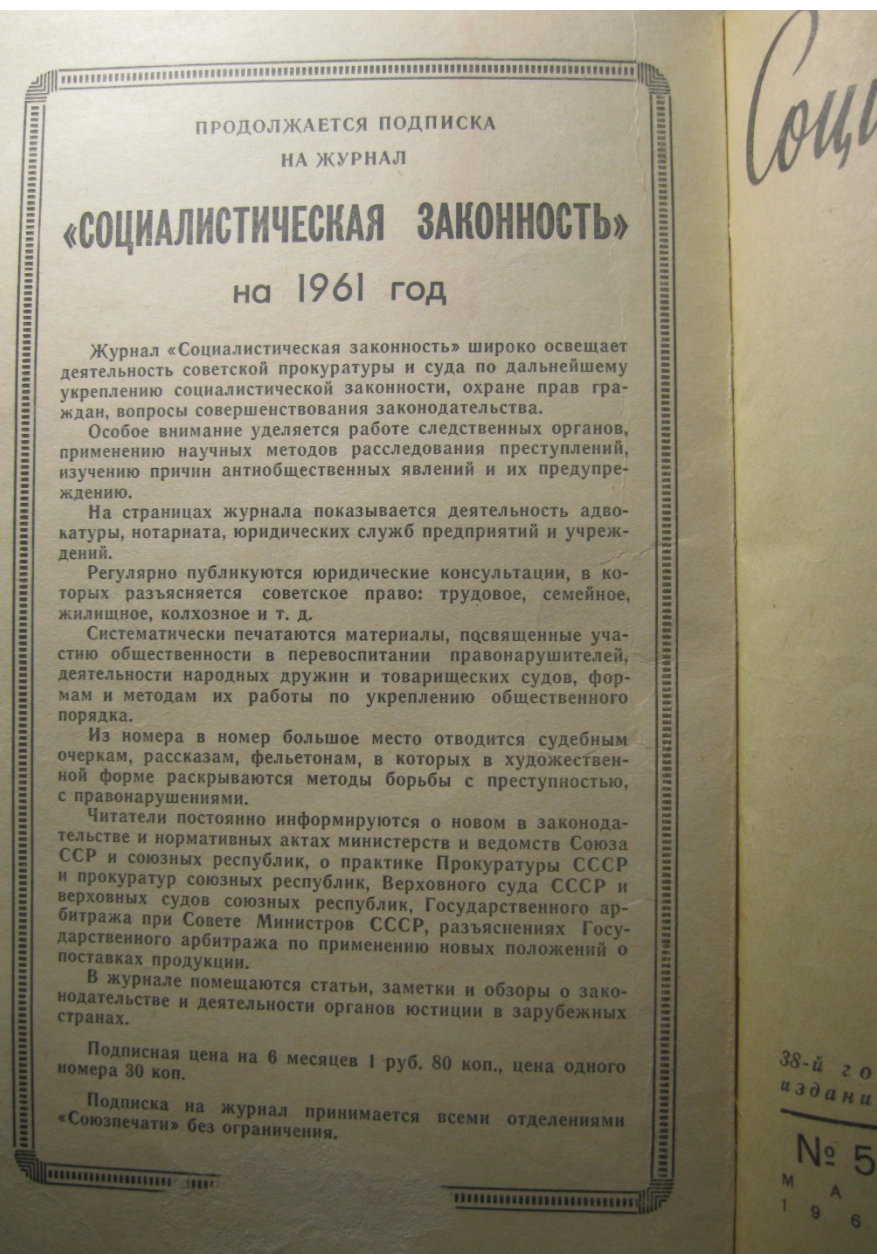 ПРОДОЛЖАЕТСЯ ПОДПИСКА
НА ЖУРНАЛ
«СОЦИАЛИСТИЧЕСКАЯ ЗАКОННОСТЬ»
на 1961 год
Журнал «Социалистическая законность» широко освещает
деятельность советской прокуратуры и суда по дальнейшему
укреплению социалистической законности, охране прав гра-
ждан, вопросы совершенствования законодательства.
Особое внимание уделяется работе следственных органов,
применению научных методов расследования преступлений,
изучению причин антиобщественных явлений и их предупре-
ждению.
На страницах журнала показывается деятельность адво-
катуры, нотариата, юридических служб предприятий и учреж-
дений.
Регулярно публикуются юридические консультации, в ко-
торых разъясняется советское право: трудовое, семейное,
жилищное, колхозное и т. д.
Систематически печатаются материалы, посвященные уча-
стию общественности в перевоспитании правонарушителей,
деятельности народных дружин и товарищеских судов, фор-
мам и методам их работы по укреплению общественного
порядка.
Из номера в номер большое место отводится судебным
очеркам, рассказам, фельетонам, в которых в художествен-
ной форме раскрываются методы борьбы с преступностью,
с правонарушениями.
Читатели постоянно информируются о новом в законода-
тельстве и нормативных актах министерств и ведомств Союза
ССР и союзных республик, о практике Прокуратуры СССР
и прокуратур союзных республик, Верховного суда СССР и
верховных судов союзных республик, Государственного ар-
битража при Совете Министров СССР, разъяснениях Госу-
дарственного арбитража по применению новых положений о
поставках продукции.
В журнале помещаются статьи, заметки и обзоры о зако-
нодательстве и деятельности органов юстиции в зарубежных
странах.
Подписная цена на 6 месяцев 1 руб. 80 коп., цена одного
номера 30 коп.
Подписка на журнал принимается всеми отделениями
«Союзпечати» без ограничения.
Соци
38-й го
издани
№ 5
МА
196